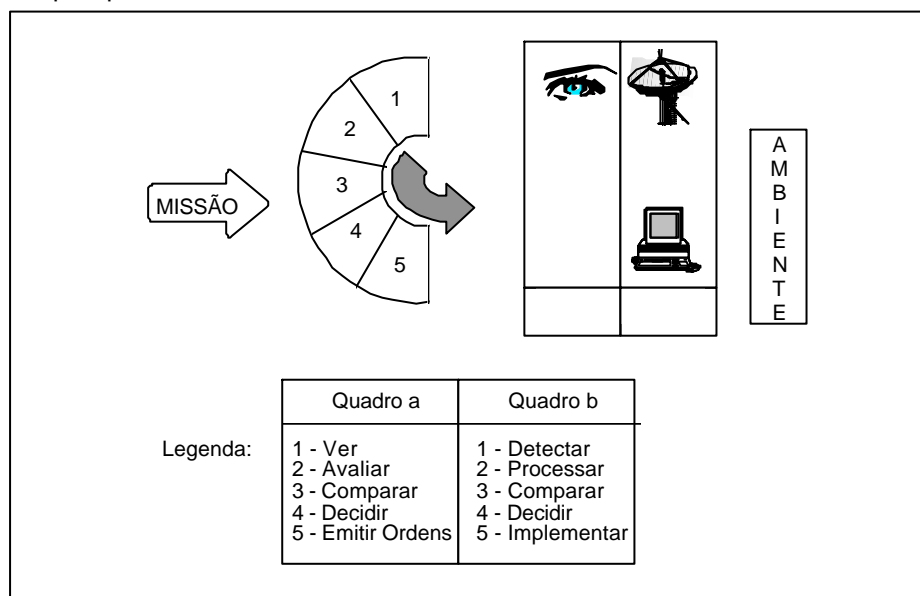 1
2
3
4
5
MISSÃO
A
M
B
I
E
N
T
E
Legenda:
Quadro a
1 - Ver
2 - Avaliar
3 - Comparar
4 - Decidir
5 - Emitir Ordens
Quadro b
1 - Detectar
2 - Processar
3 - Comparar
4 - Decidir
5 - Implementar